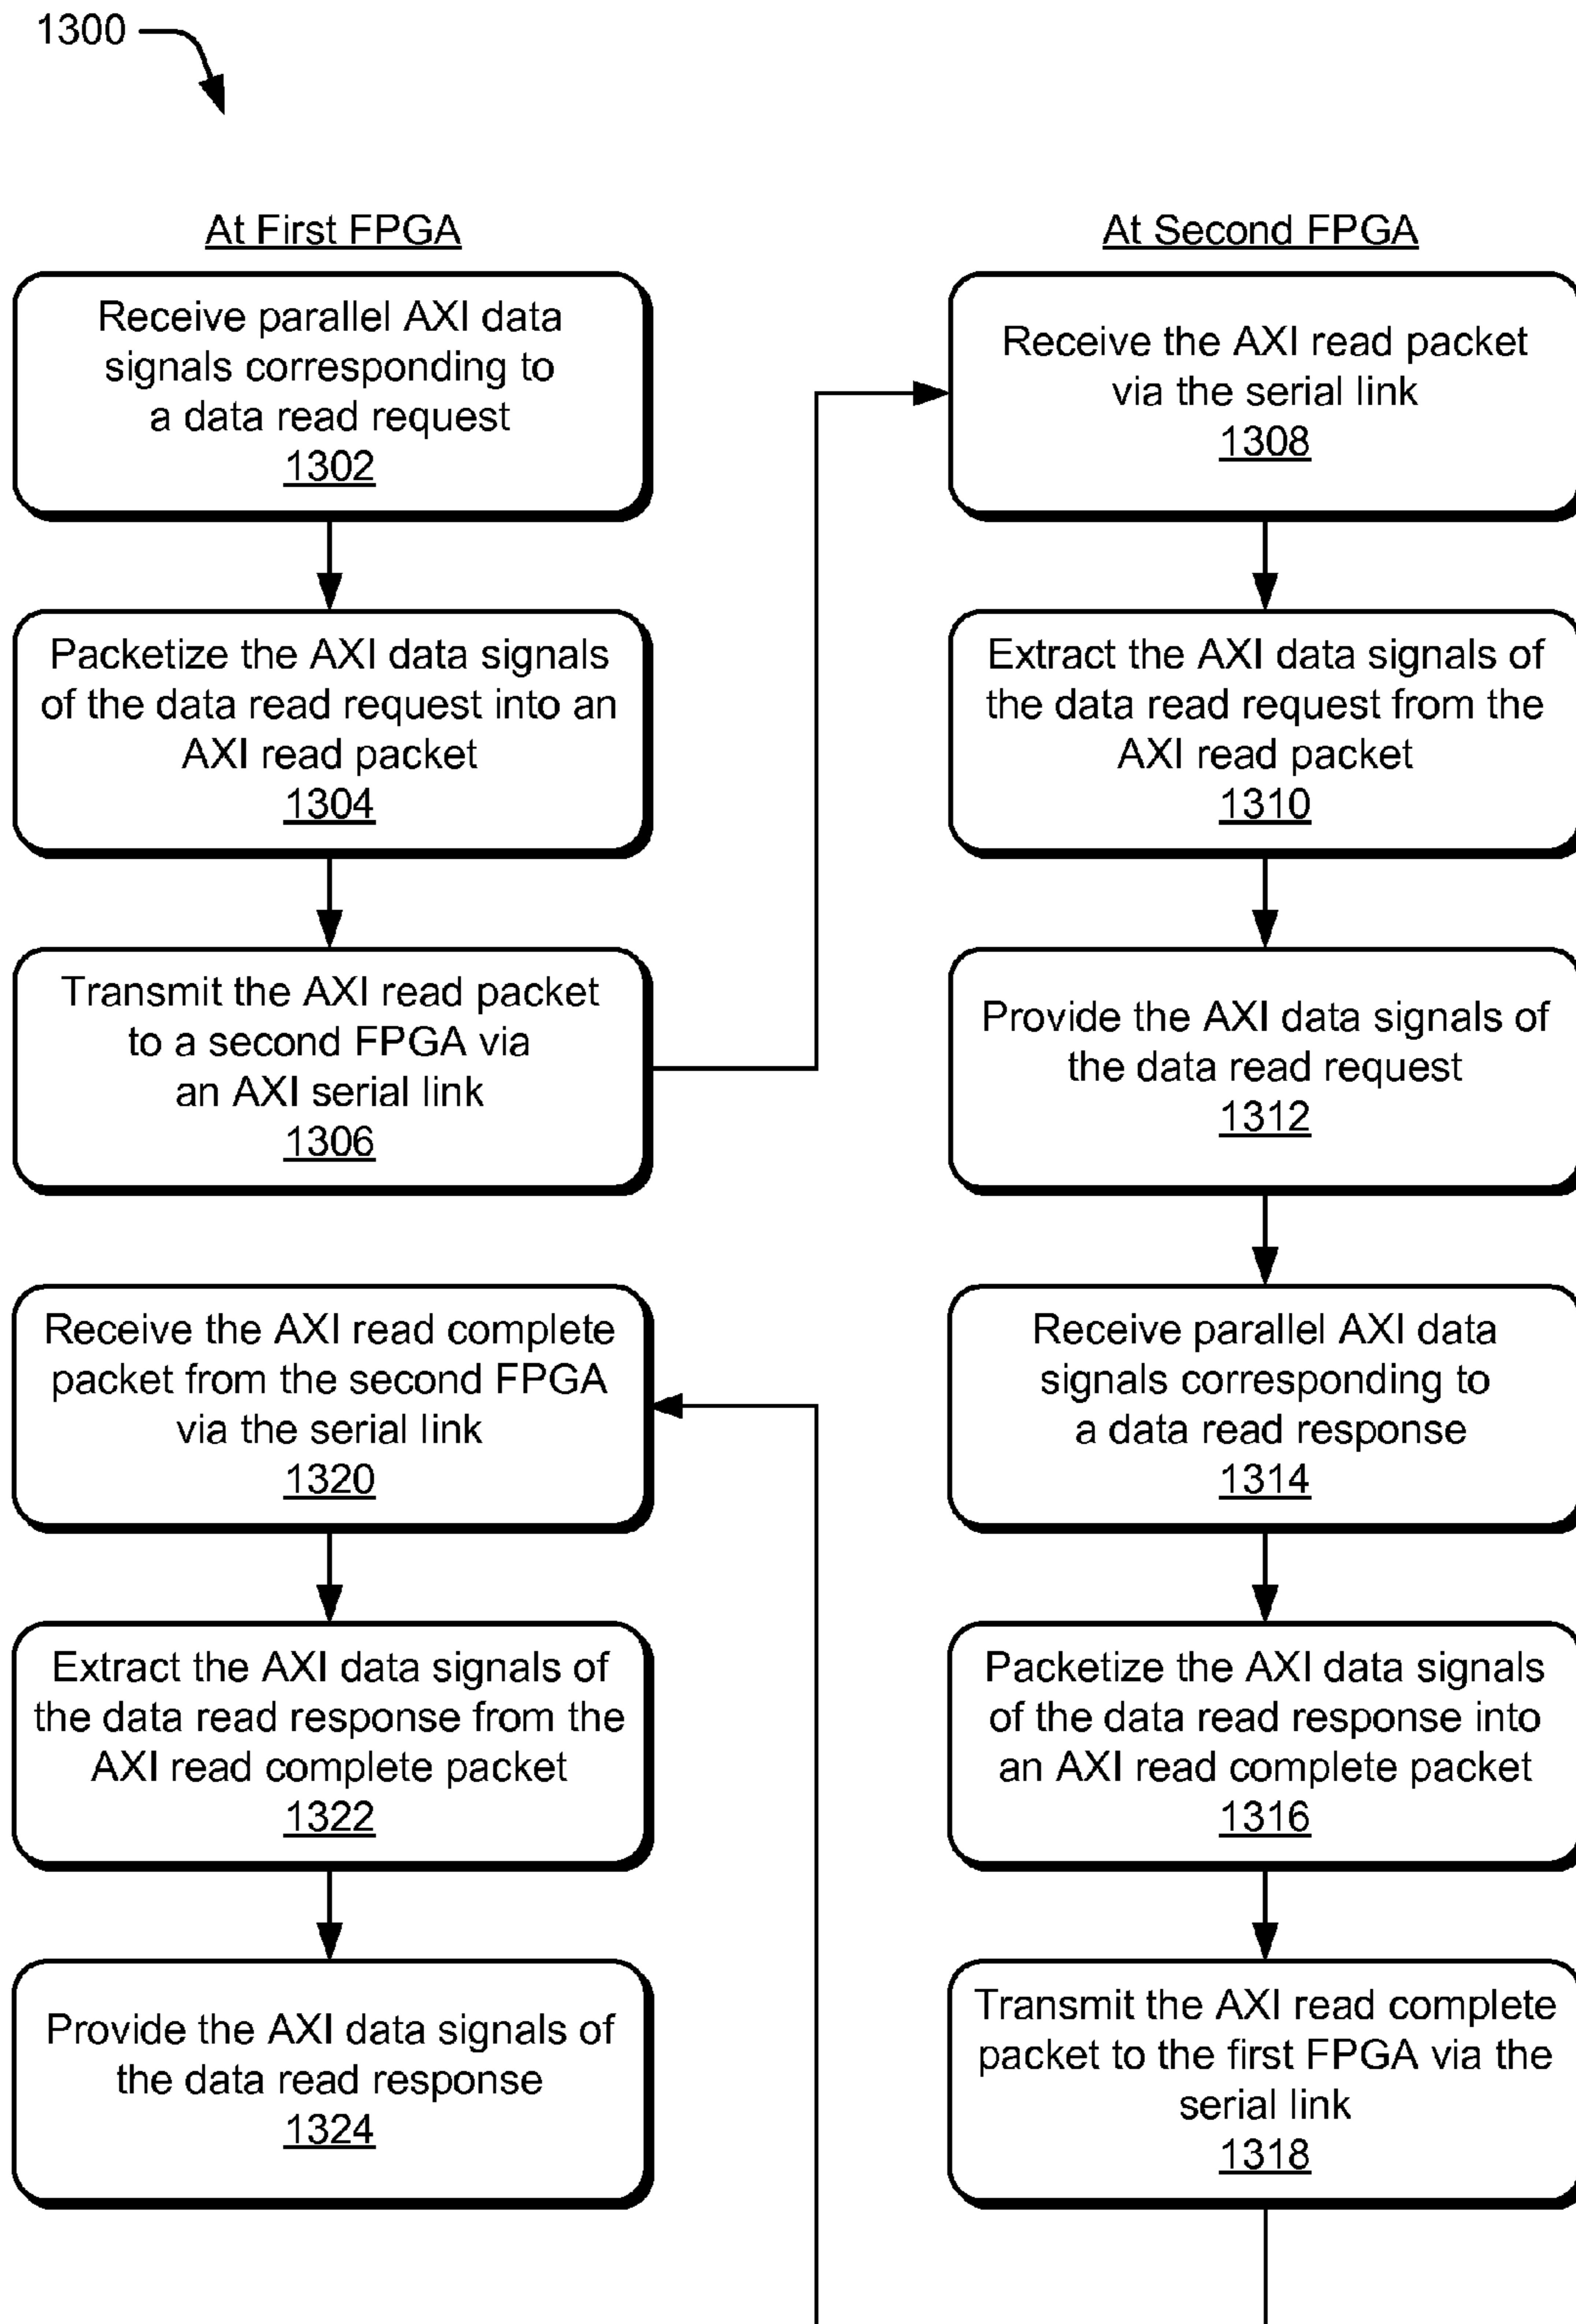 1300
At First FPGA
Receive parallel AXI data
signals corresponding to
a data read request
1302
Packetize the AXI data signals
of the data read request into an
AXI read packet
1304
Transmit the AXI read packet
to a second FPGA via
an AXI serial link
1306
At Second FPGA
Receive the AXI read packet
via the serial link
1308
Extract the AXI data signals of
the data read request from the
AXI read packet
1310
Provide the AXI data signals of
the data read request
1312
Receive parallel AXI data
signals corresponding to
a data read response
1314
Packetize the AXI data signals
of the data read response into
an AXI read complete packet
1316
Transmit the AXI read complete
packet to the first FPGA via the
serial link
1318
Receive the AXI read complete
packet from the second FPGA
via the serial link
1320
Extract the AXI data signals of
the data read response from the
AXI read complete packet
1322
Provide the AXI data signals of
the data read response
1324